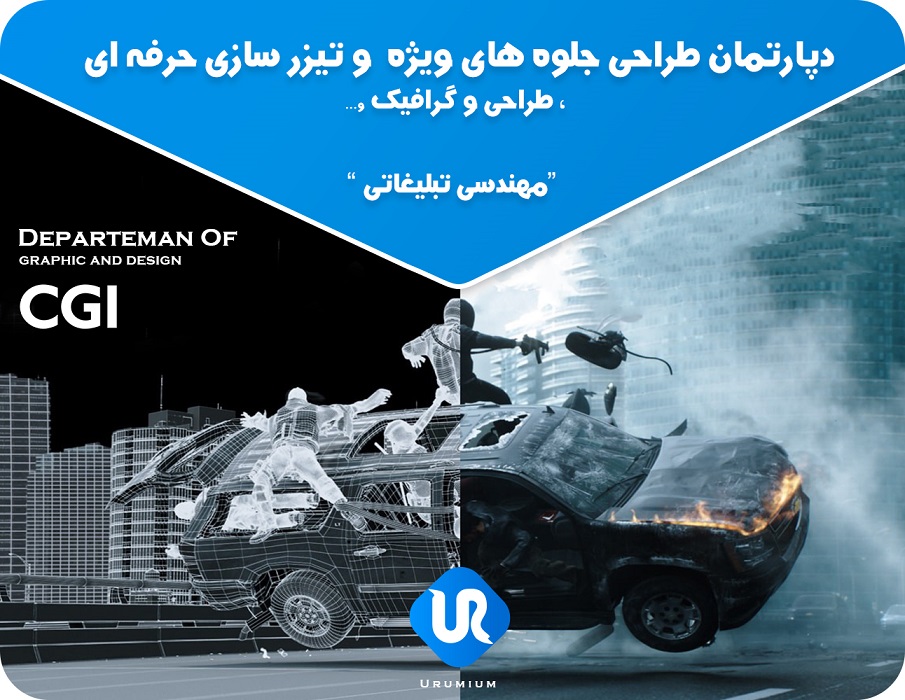 دپارتمان طراحی جلوه های ویژه و تیزر سازی حرفه ای
، طراحی و گرافیک و...
”مهندسی تبلیغاتی“
DEPARTEMAN OF
GRAPHIC AND DESIGN
CGI
UR
URUMIUM